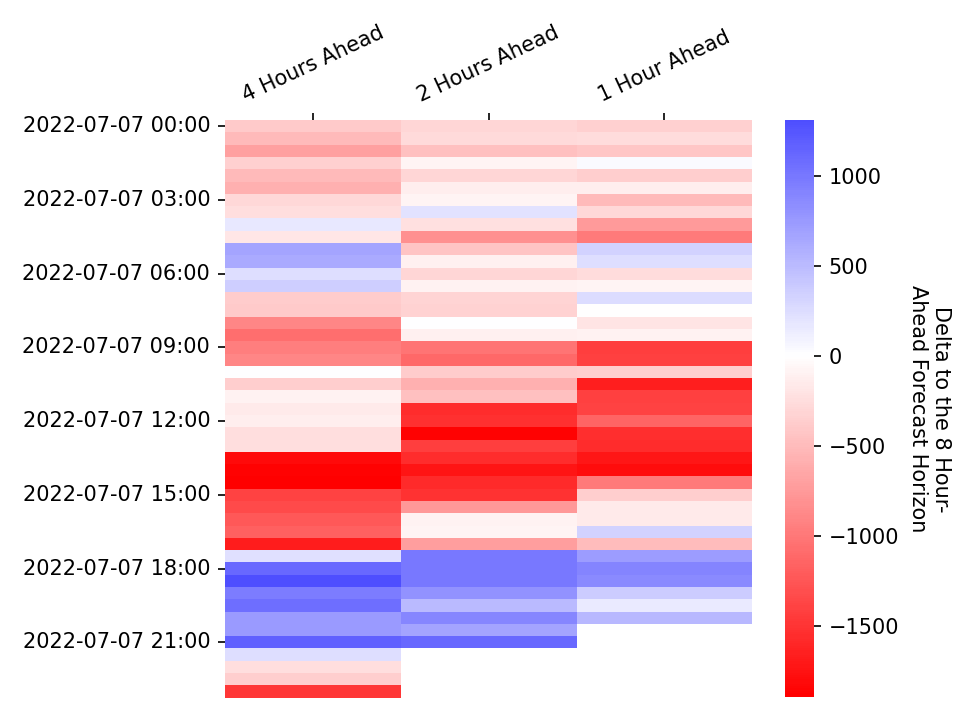 4 Hours Ahead
2 Hours Ahead
1 Hour Ahead
2022-07-07 00:00
2022-07-07 03:00
2022-07-07 06:00
2022-07-07 09:00
2022-07-07 12:00
2022-07-07 15:00
2022-07-07 18:00
2022-07-07 21:00
1000
500
0
−500
−1000
−1500
Delta to the 8 Hour-
Ahead Forecast Horizon